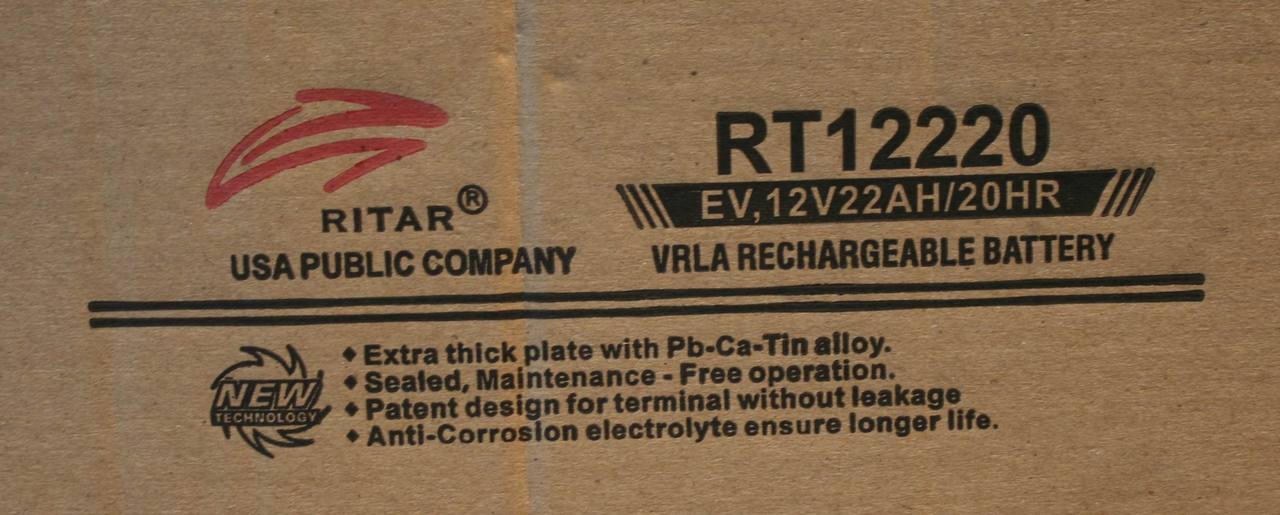 RITAR®
USA PUBLIC COMPANY
RT12220
EV,12V22AH/20HR
VRLA RECHARGEABLE BATTERY
NEW
TECHNOLOGY
♦ Extra thick plate with Pb-Ca-Tin alloy.
♦ Sealed, Maintenance - Free operation.
♦ Patent design for terminal without leakage
♦ Anti-Corrosion electrolyte ensure longer life.